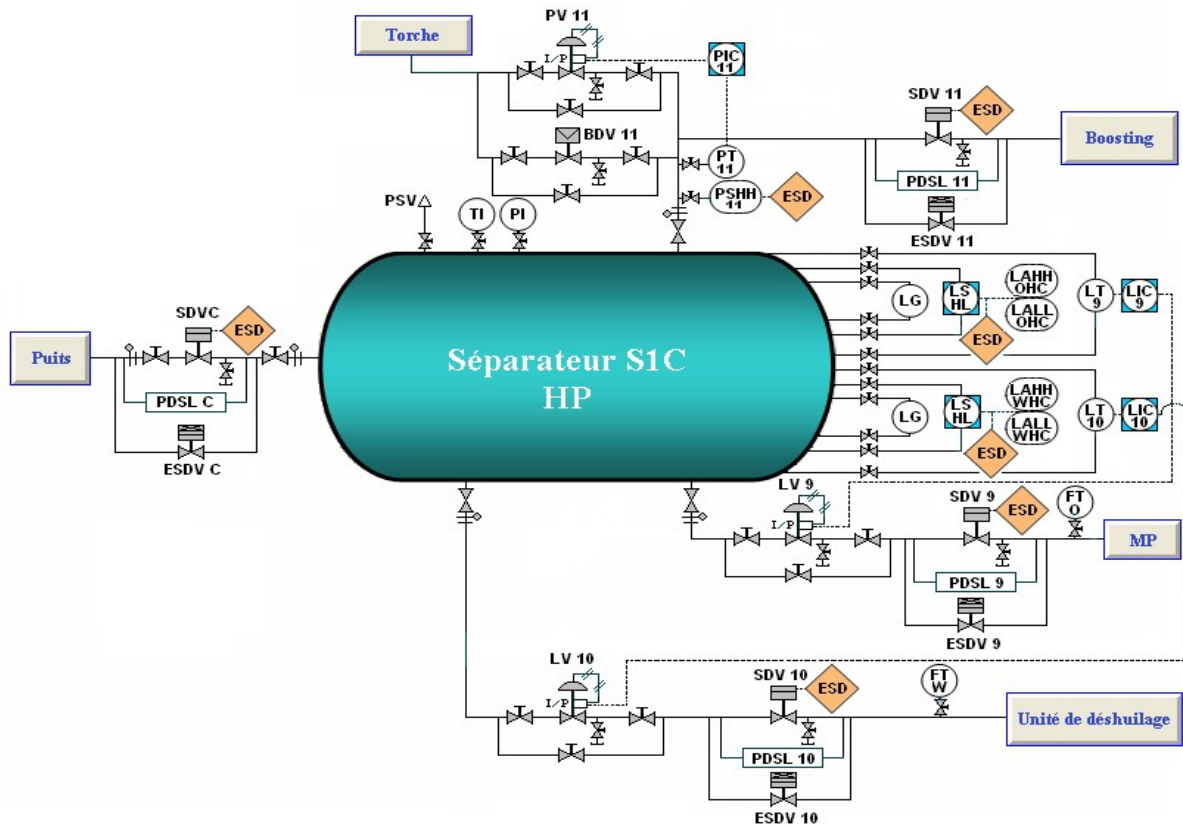 PV 11
Torche
I/P
PIC
11
SDV 11
ESD
BDV 11
Boosting
PT
11
PDSL 11
PSHH
11
ESD
PSV
TI
PI
ESDV 11
LAHH
OHC
LS
HL
LG
LT
9
LIC
9
LALL
OHC
SDVC
ESD
ESD
Puits
Séparateur S1C
HP
PDSL C
LAHH
WHC
LS
HL
LG
LT
10
LIC
10
LALL
WHC
ESDV C
ESD
LV 9
SDV 9
ESD
FT
O
I/P
MP
PDSL 9
ESDV 9
LV 10
SDV 10
ESD
FT
W
I/P
Unité de déshuilage
PDSL 10
ESDV 10